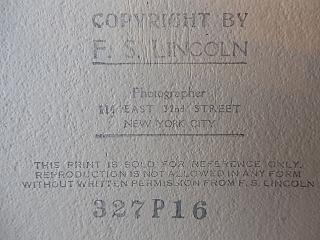 COPYRIGHT BY
F. S. LINCOLN
Photographer
114 EAST 32nd STREET
NEW YORK CITY
THIS PRINT IS SOLD FOR REFERENCE ONLY.
REPRODUCTION IS NOT ALLOWED IN ANY FORM
WITHOUT WRITTEN PERMISSION FROM F. S. LINCOLN
327P16